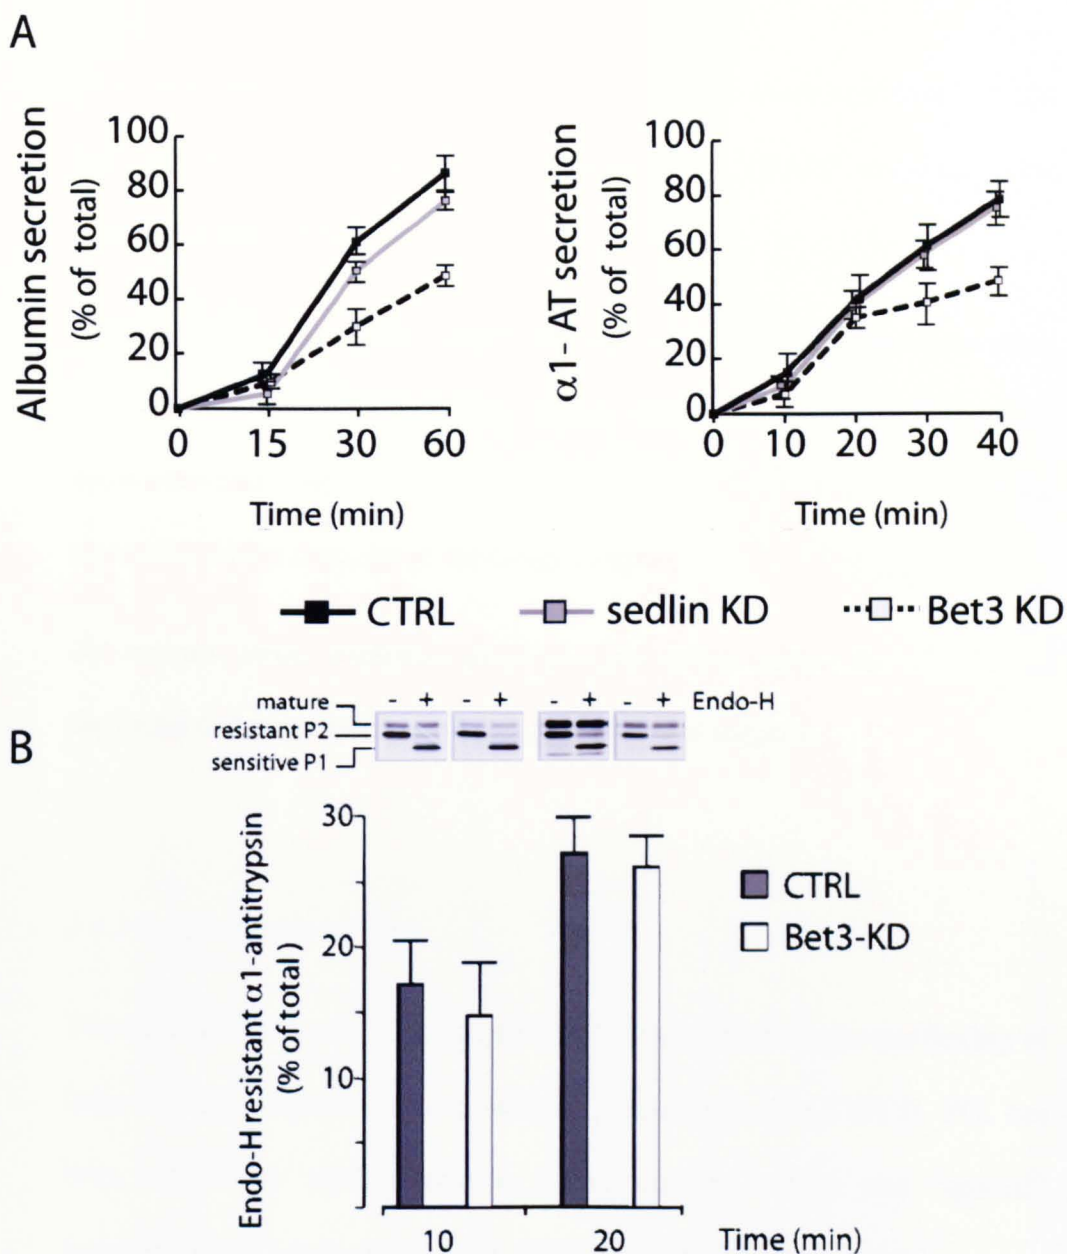 A
Albumin secretion
(% of total)
100
80
60
40
20
0
0 15 30 60
Time (min)
α1- AT secretion
(% of total)
100
80
60
40
20
0
0 10 20 30 40
Time (min)
CTRL sedlin KD Bet3 KD
B
mature - + - + - + - + Endo-H
resistant P2
sensitive P1
Endo-H resistant α1-antitrypsin
(% of total)
30
20
10
CTRL
Bet3-KD
10 20 Time (min)